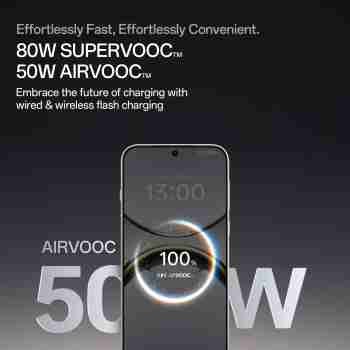 Effortlessly Fast, Effortlessly Convenient.
80W SUPERVOOC™
50W AIRVOOC™
Embrace the future of charging with
wired & wireless flash charging
13:00
100%
AIRVOOC
50W